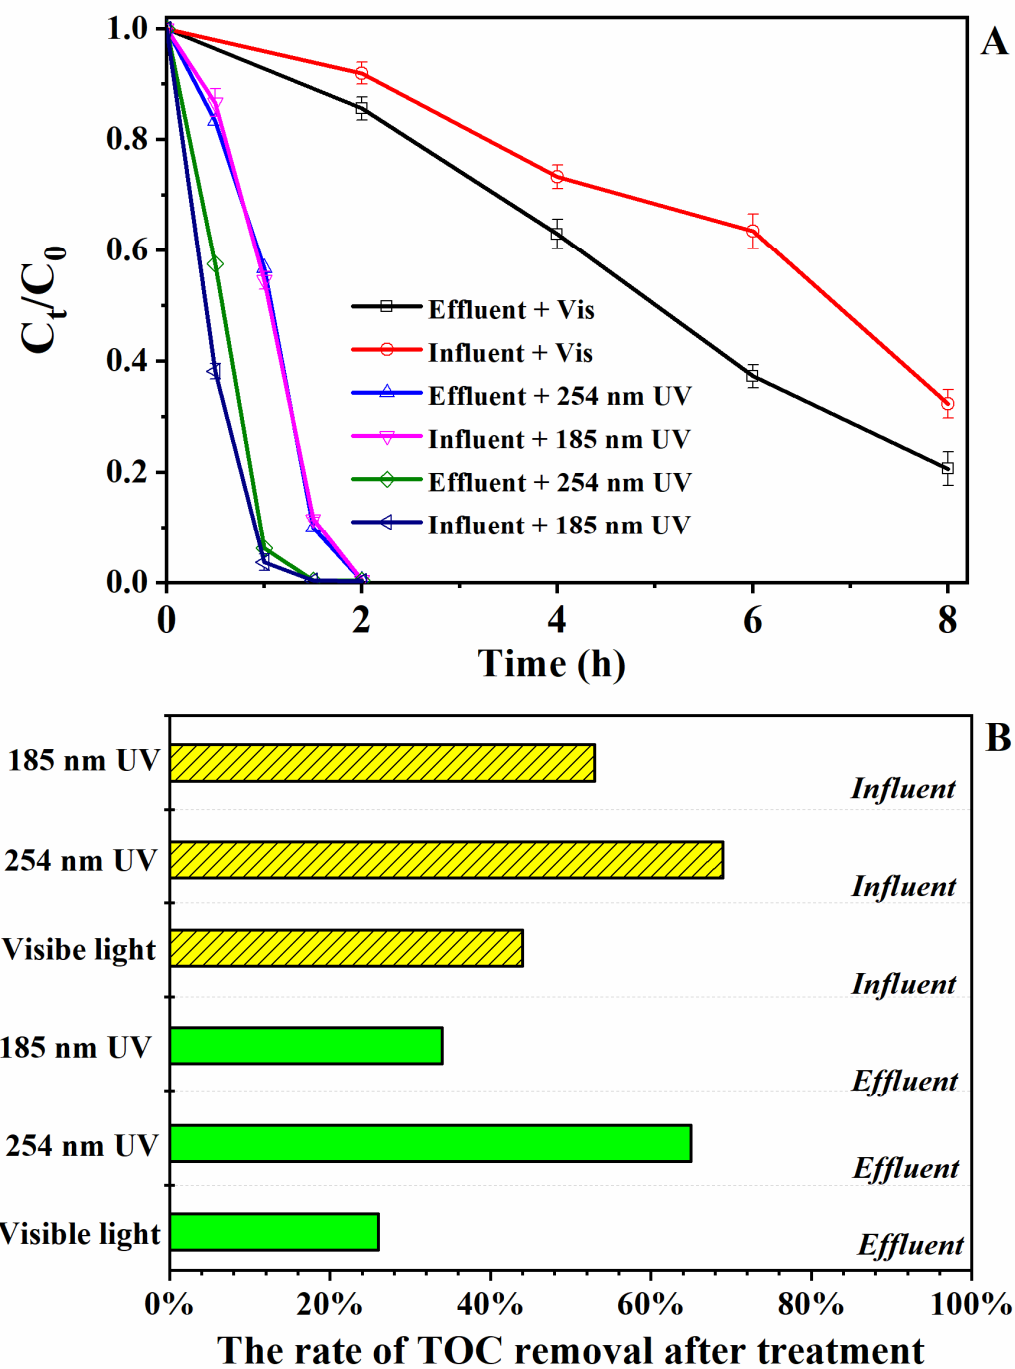 A
1.0
0.8
0.6
0.4
0.2
0.0
Ct/C0
Effluent + Vis
Influent + Vis
Effluent + 254 nm UV
Influent + 185 nm UV
Effluent + 254 nm UV
Influent + 185 nm UV
0 2 4 6 8
Time (h)
B
185 nm UV
Influent
254 nm UV
Influent
Visibe light
Influent
185 nm UV
Effluent
254 nm UV
Effluent
Visible light
Effluent
0% 20% 40% 60% 80% 100%
The rate of TOC removal after treatment